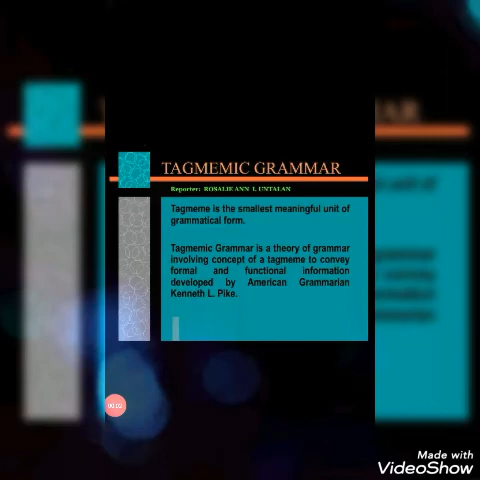 TAGMEMIC GRAMMAR
Reporter: ROSALIE ANN I. UNTALAN
Tagmeme is the smallest meaningful unit of
grammatical form.
Tagmemic Grammar is a theory of grammar
involving concept of a tagmeme to convey
formal and functional information
developed by American Grammarian
Kenneth L. Pike.
Made with
VideoShow